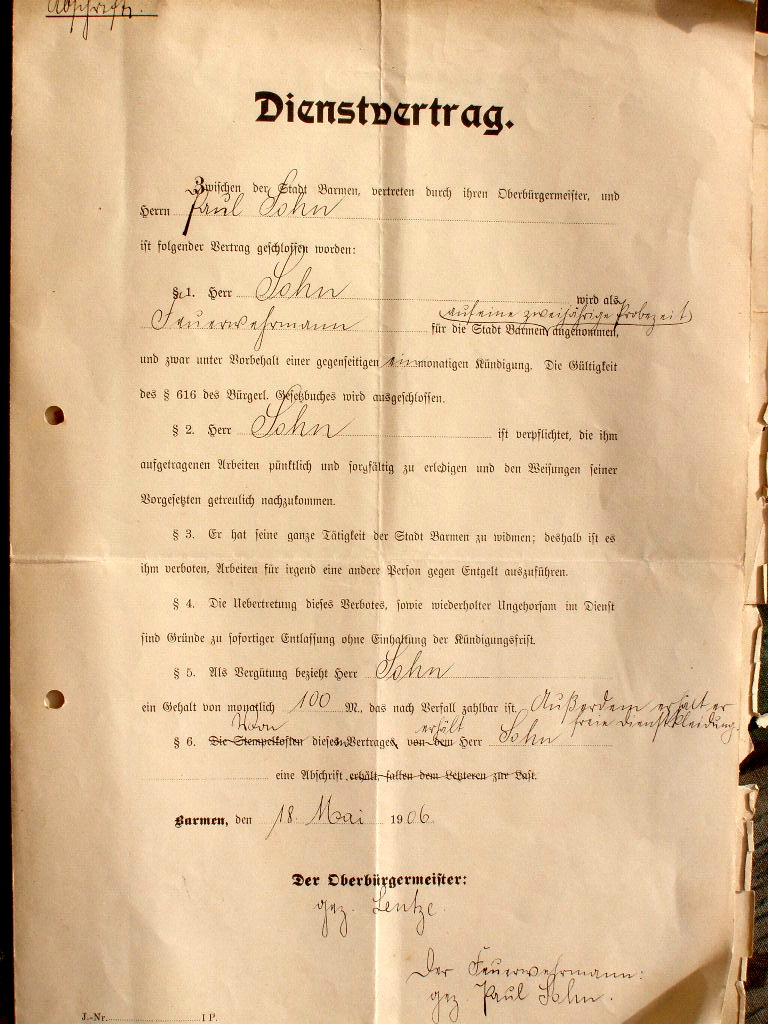 Abschrift.
Dienstvertrag.
Zwischen der Stadt Barmen, vertreten durch ihren Oberbürgermeister, und
Herrn Paul Sohn
ist folgender Vertrag geschlossen worden:
§ 1. Herr Sohn wird als
auf eine zweijährige Probezeit
Feuerwehrmann für die Stadt Barmen angenommen,
und zwar unter Vorbehalt einer gegenseitigen einmonatigen Kündigung. Die Gültigkeit
des § 616 des Bürgerl. Gesetzbuches wird ausgeschlossen.
§ 2. Herr Sohn ist verpflichtet, die ihm
aufgetragenen Arbeiten pünktlich und sorgfältig zu erledigen und den Weisungen seiner
Vorgesetzten getreulich nachzukommen.
§ 3. Er hat seine ganze Tätigkeit der Stadt Barmen zu widmen; deshalb ist es
ihm verboten, Arbeiten für irgend eine andere Person gegen Entgelt auszuführen.
§ 4. Die Uebertretung dieses Verbotes, sowie wiederholter Ungehorsam im Dienst
sind Gründe zu sofortiger Entlassung ohne Einhaltung der Kündigungsfrist.
§ 5. Als Vergütung bezieht Herr Sohn
ein Gehalt von monatlich 100 M., das nach Verfall zahlbar ist. Außerdem erhält er
freie Dienstkleidung.
Von erhält
§ 6. Die Stempelkosten dieses Vertrages, von dem Herr Sohn
eine Abschrift erhält, fallen dem Letzteren zur Last.
Barmen, den 18. Mai 1906.
Der Oberbürgermeister:
gez. Lentze.
Der Feuerwehrmann:
gez. Paul Sohn.
J.-Nr. I P.